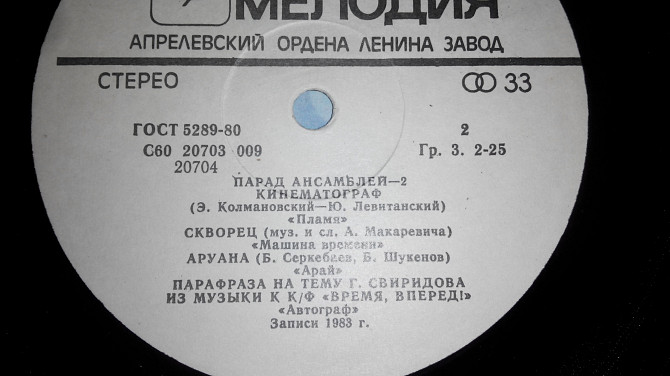 МЕЛОДИЯ
АПРЕЛЕВСКИЙ ОРДЕНА ЛЕНИНА ЗАВОД
СТЕРЕО 33
ГОСТ 5289-80 2
С60 20703 009 Гр. 3. 2-25
20704
ПАРАД АНСАМБЛЕЙ—2
КИНЕМАТОГРАФ
(Э. Колмановский—Ю. Левитанский)
«Пламя»
СКВОРЕЦ (муз. и сл. А. Макаревича)
«Машина времени»
АРУАНА (Б. Серкебаев, Б. Шукенов)
«Арай»
ПАРАФРАЗА НА ТЕМУ Г. СВИРИДОВА
ИЗ МУЗЫКИ К К/Ф «ВРЕМЯ, ВПЕРЕД!»
«Автограф»
Записи 1983 г.